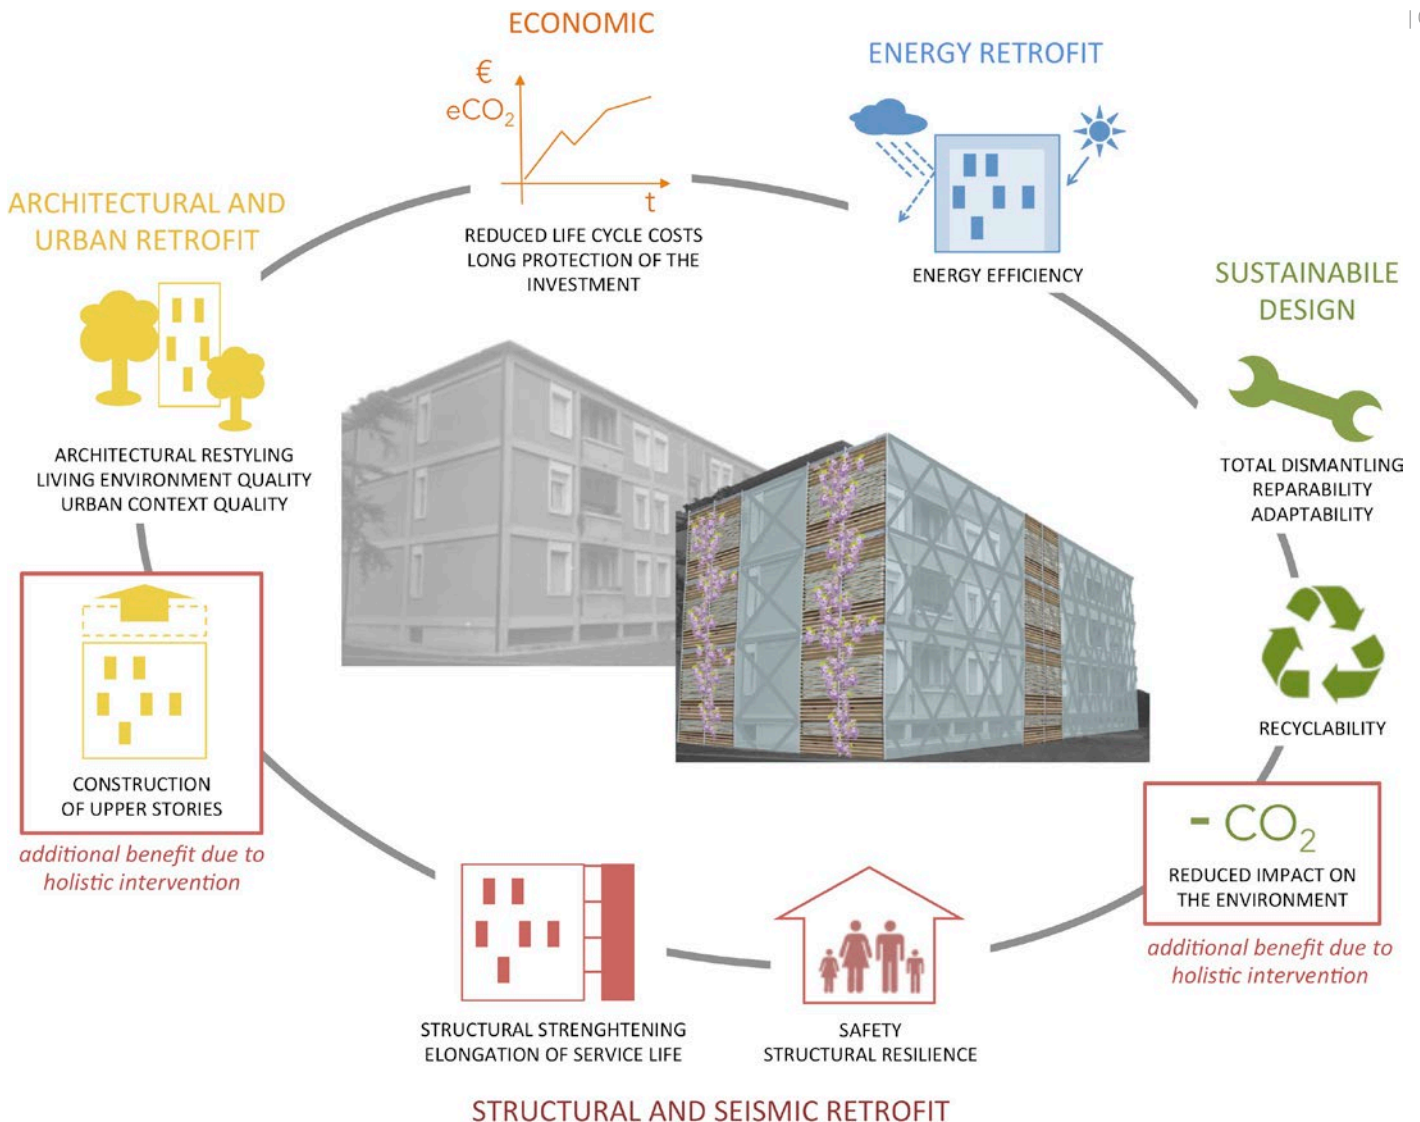 ECONOMIC
€
eCO₂
t
REDUCED LIFE CYCLE COSTS
LONG PROTECTION OF THE
INVESTMENT
ENERGY RETROFIT
ENERGY EFFICIENCY
SUSTAINABILE
DESIGN
TOTAL DISMANTLING
REPARABILITY
ADAPTABILITY
RECYCLABILITY
- CO₂
REDUCED IMPACT ON
THE ENVIRONMENT
additional benefit due to
holistic intervention
SAFETY
STRUCTURAL RESILIENCE
STRUCTURAL STRENGHTENING
ELONGATION OF SERVICE LIFE
STRUCTURAL AND SEISMIC RETROFIT
CONSTRUCTION
OF UPPER STORIES
additional benefit due to
holistic intervention
ARCHITECTURAL AND
URBAN RETROFIT
ARCHITECTURAL RESTYLING
LIVING ENVIRONMENT QUALITY
URBAN CONTEXT QUALITY